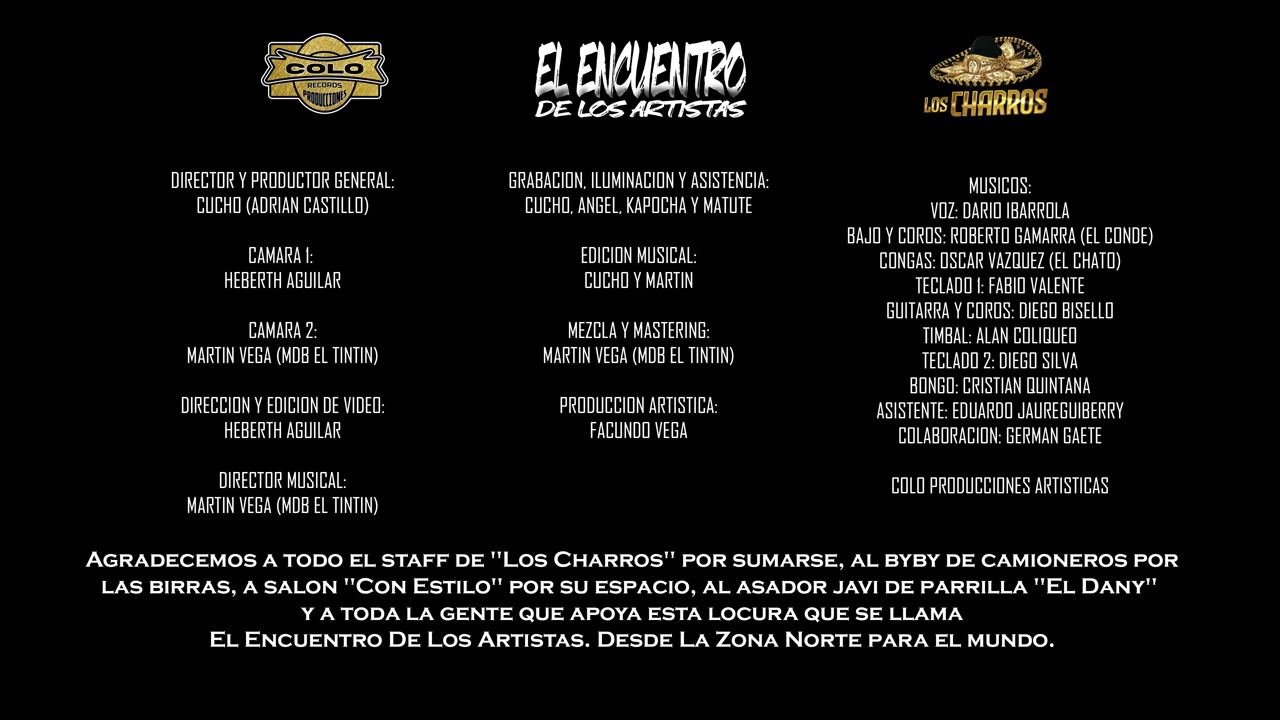 COLO
RECORDS
PRODUCCIONES
EL ENCUENTRO
DE LOS ARTISTAS
LOS CHARROS
DIRECTOR Y PRODUCTOR GENERAL:
CUCHO (ADRIAN CASTILLO)
CAMARA 1:
HEBERTH AGUILAR
CAMARA 2:
MARTIN VEGA (MDB EL TINTIN)
DIRECCION Y EDICION DE VIDEO:
HEBERTH AGUILAR
DIRECTOR MUSICAL:
MARTIN VEGA (MDB EL TINTIN)
GRABACION, ILUMINACION Y ASISTENCIA:
CUCHO, ANGEL, KAPOCHA Y MATUTE
EDICION MUSICAL:
CUCHO Y MARTIN
MEZCLA Y MASTERING:
MARTIN VEGA (MDB EL TINTIN)
PRODUCCION ARTISTICA:
FACUNDO VEGA
MUSICOS:
VOZ: DARIO IBARROLA
BAJO Y COROS: ROBERTO GAMARRA (EL CONDE)
CONGAS: OSCAR VAZQUEZ (EL CHATO)
TECLADO 1: FABIO VALENTE
GUITARRA Y COROS: DIEGO BISELLO
TIMBAL: ALAN COLIQUEO
TECLADO 2: DIEGO SILVA
BONGO: CRISTIAN QUINTANA
ASISTENTE: EDUARDO JAUREGUIBERRY
COLABORACION: GERMAN GAETE
COLO PRODUCCIONES ARTISTICAS
AGRADECEMOS A TODO EL STAFF DE "LOS CHARROS" POR SUMARSE, AL BYBY DE CAMIONEROS POR
LAS BIRRAS, A SALON "CON ESTILO" POR SU ESPACIO, AL ASADOR JAVI DE PARRILLA "EL DANY"
Y A TODA LA GENTE QUE APOYA ESTA LOCURA QUE SE LLAMA
EL ENCUENTRO DE LOS ARTISTAS. DESDE LA ZONA NORTE PARA EL MUNDO.